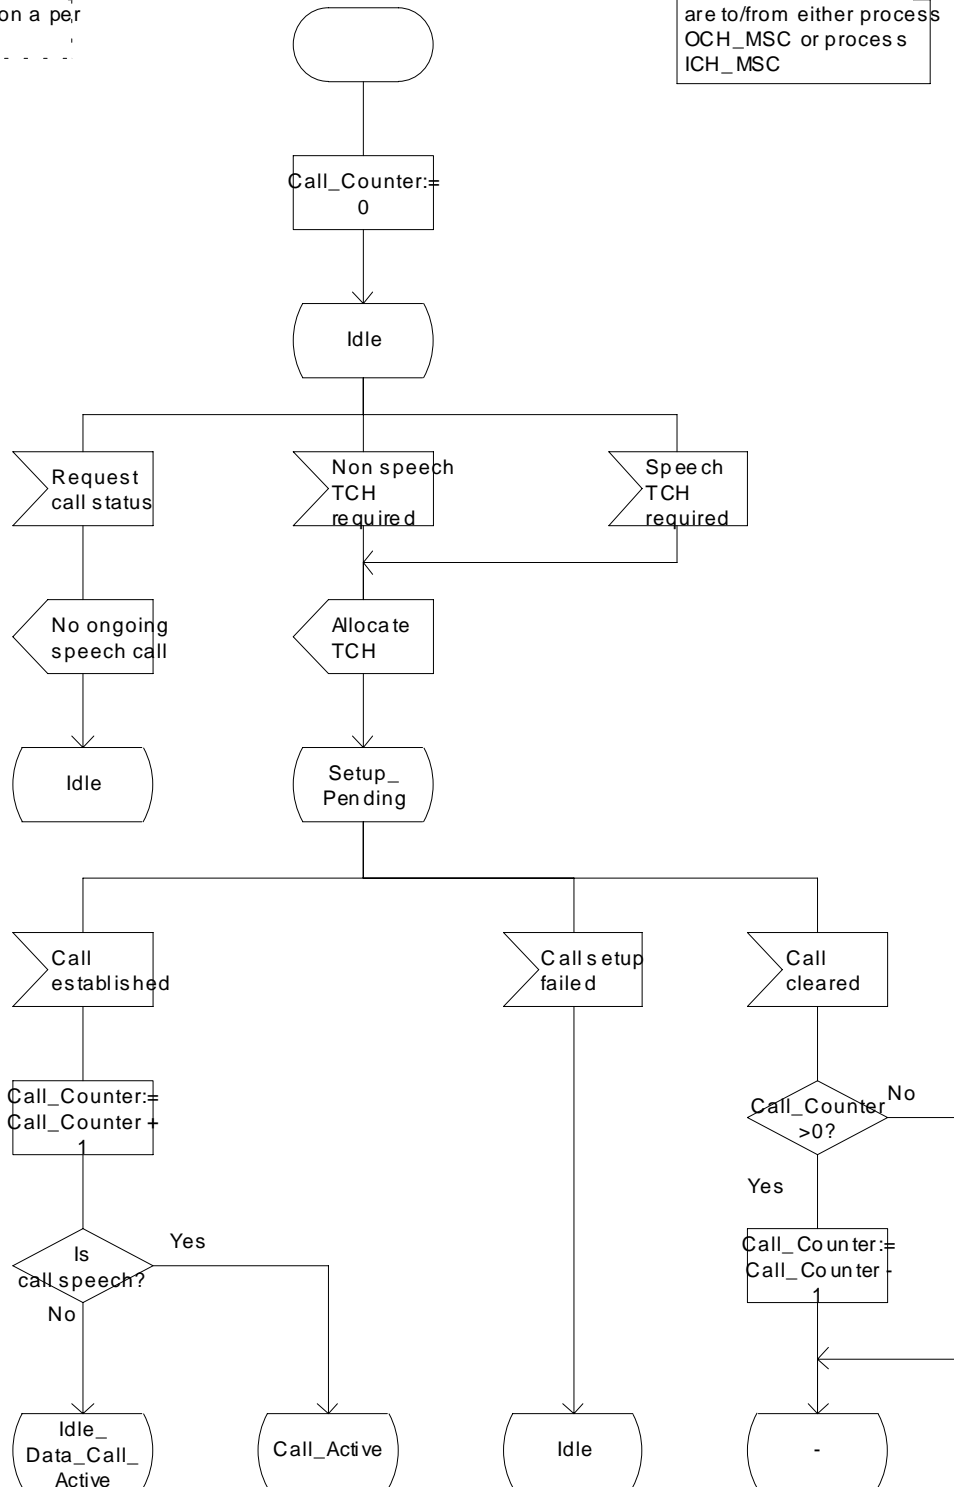 on a per
are to/from either process
OCH_MSC or process
ICH_MSC
Call_Counter:=
0
Idle
Request
call status
Non speech
TCH
required
Speech
TCH
required
No ongoing
speech call
Allocate
TCH
Idle
Setup_
Pending
Call
established
Call setup
failed
Call
cleared
Call_Counter:=
Call_Counter +
1
Call_Counter
>0?
No
Yes
Is
call speech?
Yes
No
Call_Counter:=
Call_Counter -
1
Idle_
Data_Call_
Active
Call_Active
Idle
-